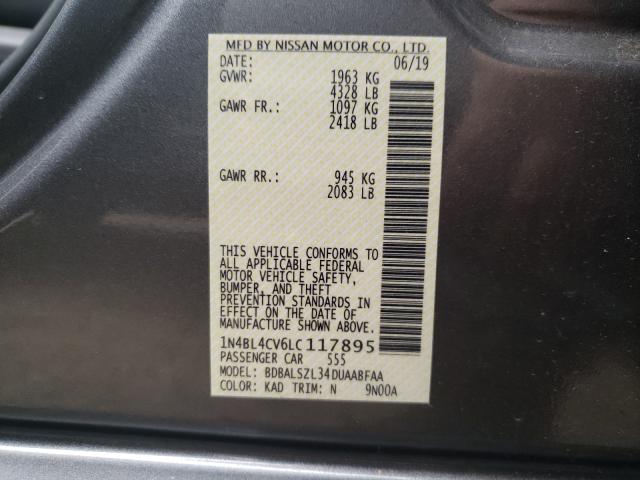 MFD BY NISSAN MOTOR CO., LTD.
DATE: 06/19
GVWR: 1963 KG
4328 LB
GAWR FR.: 1097 KG
2418 LB
GAWR RR.: 945 KG
2083 LB
THIS VEHICLE CONFORMS TO
ALL APPLICABLE FEDERAL
MOTOR VEHICLE SAFETY,
BUMPER, AND THEFT
PREVENTION STANDARDS IN
EFFECT ON THE DATE OF
MANUFACTURE SHOWN ABOVE.
1N4BL4CV6LC117895
PASSENGER CAR 555
MODEL: BDBALSZL34DUAABFAA
COLOR: KAD TRIM: N 9N00A